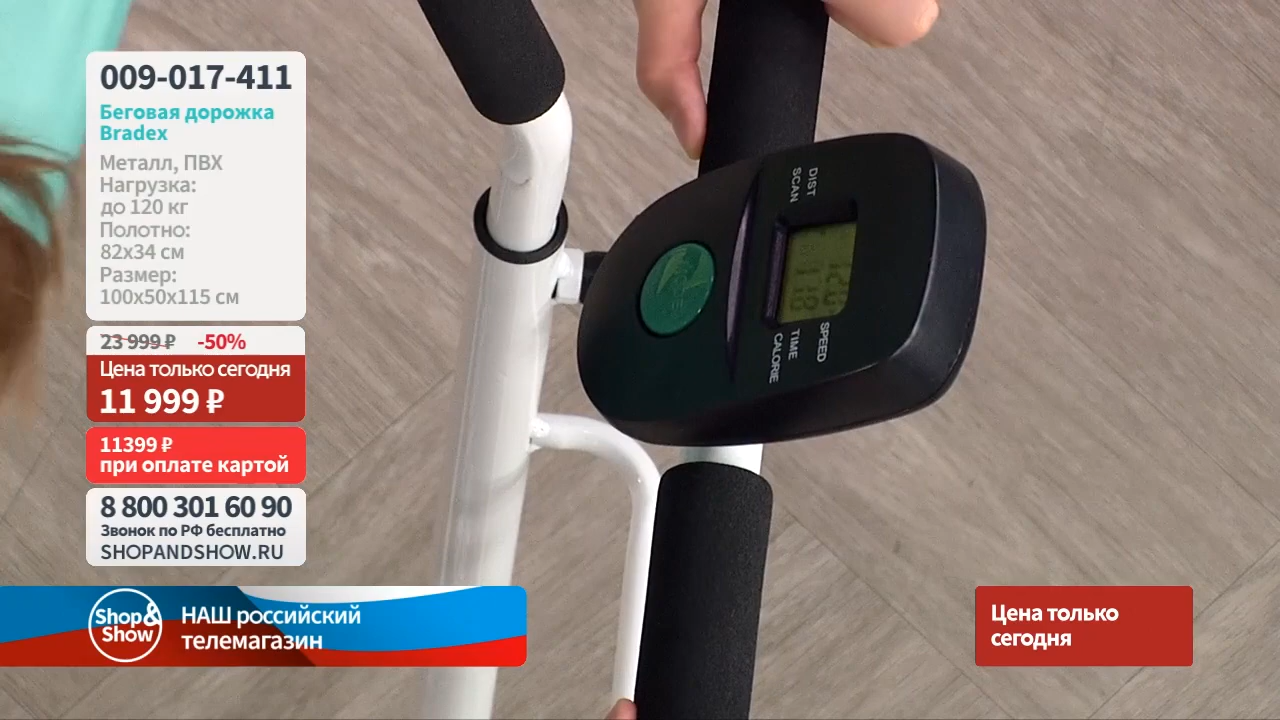 009-017-411
Беговая дорожка
Bradex
Металл, ПВХ
Нагрузка:
до 120 кг
Полотно:
82х34 см
Размер:
100х50х115 см
23 999 ₽ -50%
Цена только сегодня
11 999 ₽
11399 ₽
при оплате картой
8 800 301 60 90
Звонок по РФ бесплатно
SHOPANDSHOW.RU
Shop&
Show
НАШ российский
телемагазин
DIST
SCAN
SPEED
TIME
CALORIE
Цена только
сегодня